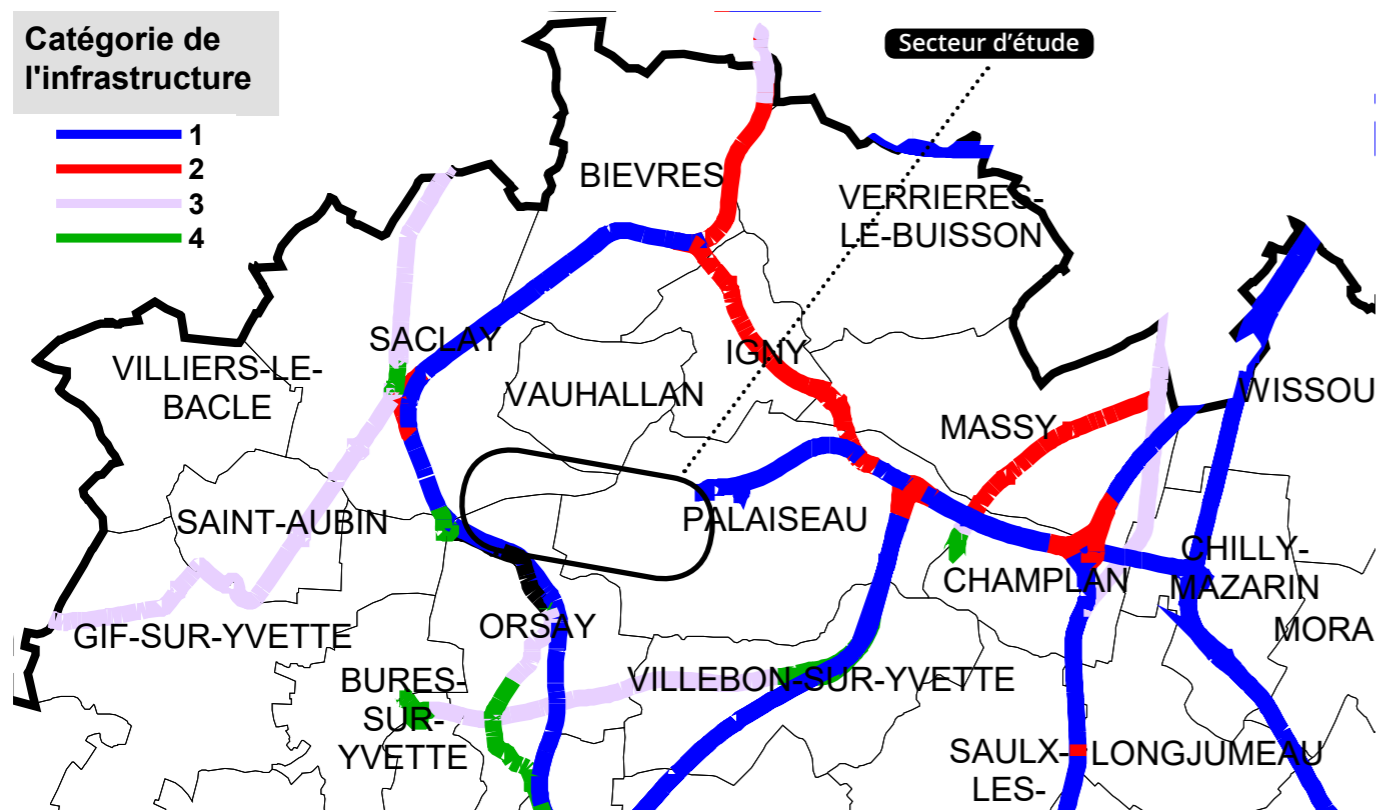 Catégorie de
l'infrastructure
1
2
3
4
Secteur d'étude
BIEVRES
VERRIERES-
LE-BUISSON
SACLAY
VILLIERS-LE-
BACLE
VAUHALLAN
IGNY
WISSOU
MASSY
SAINT-AUBIN
PALAISEAU
CHILLY-
MAZARIN
CHAMPLAN
GIF-SUR-YVETTE
ORSAY
MORA
BURES-
SUR-
YVETTE
VILLEBON-SUR-YVETTE
SAULX-
LES-
LONGJUMEAU